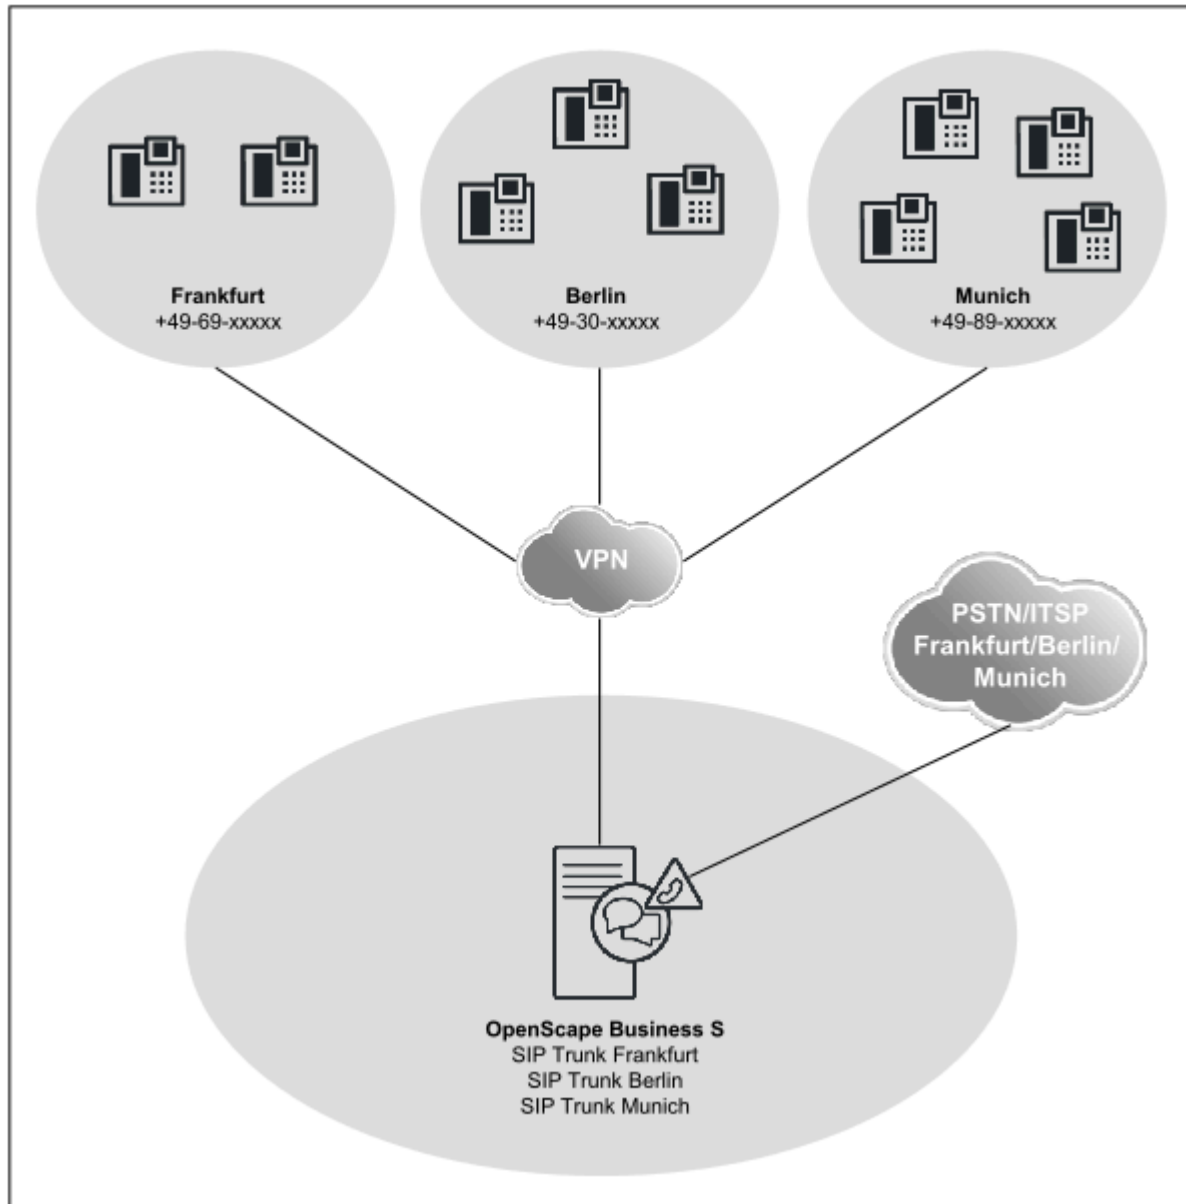 Frankfurt
+49-69-xxxxx
Berlin
+49-30-xxxxx
Munich
+49-89-xxxxx
VPN
PSTN/ITSP
Frankfurt/Berlin/
Munich
OpenScape Business S
SIP Trunk Frankfurt
SIP Trunk Berlin
SIP Trunk Munich